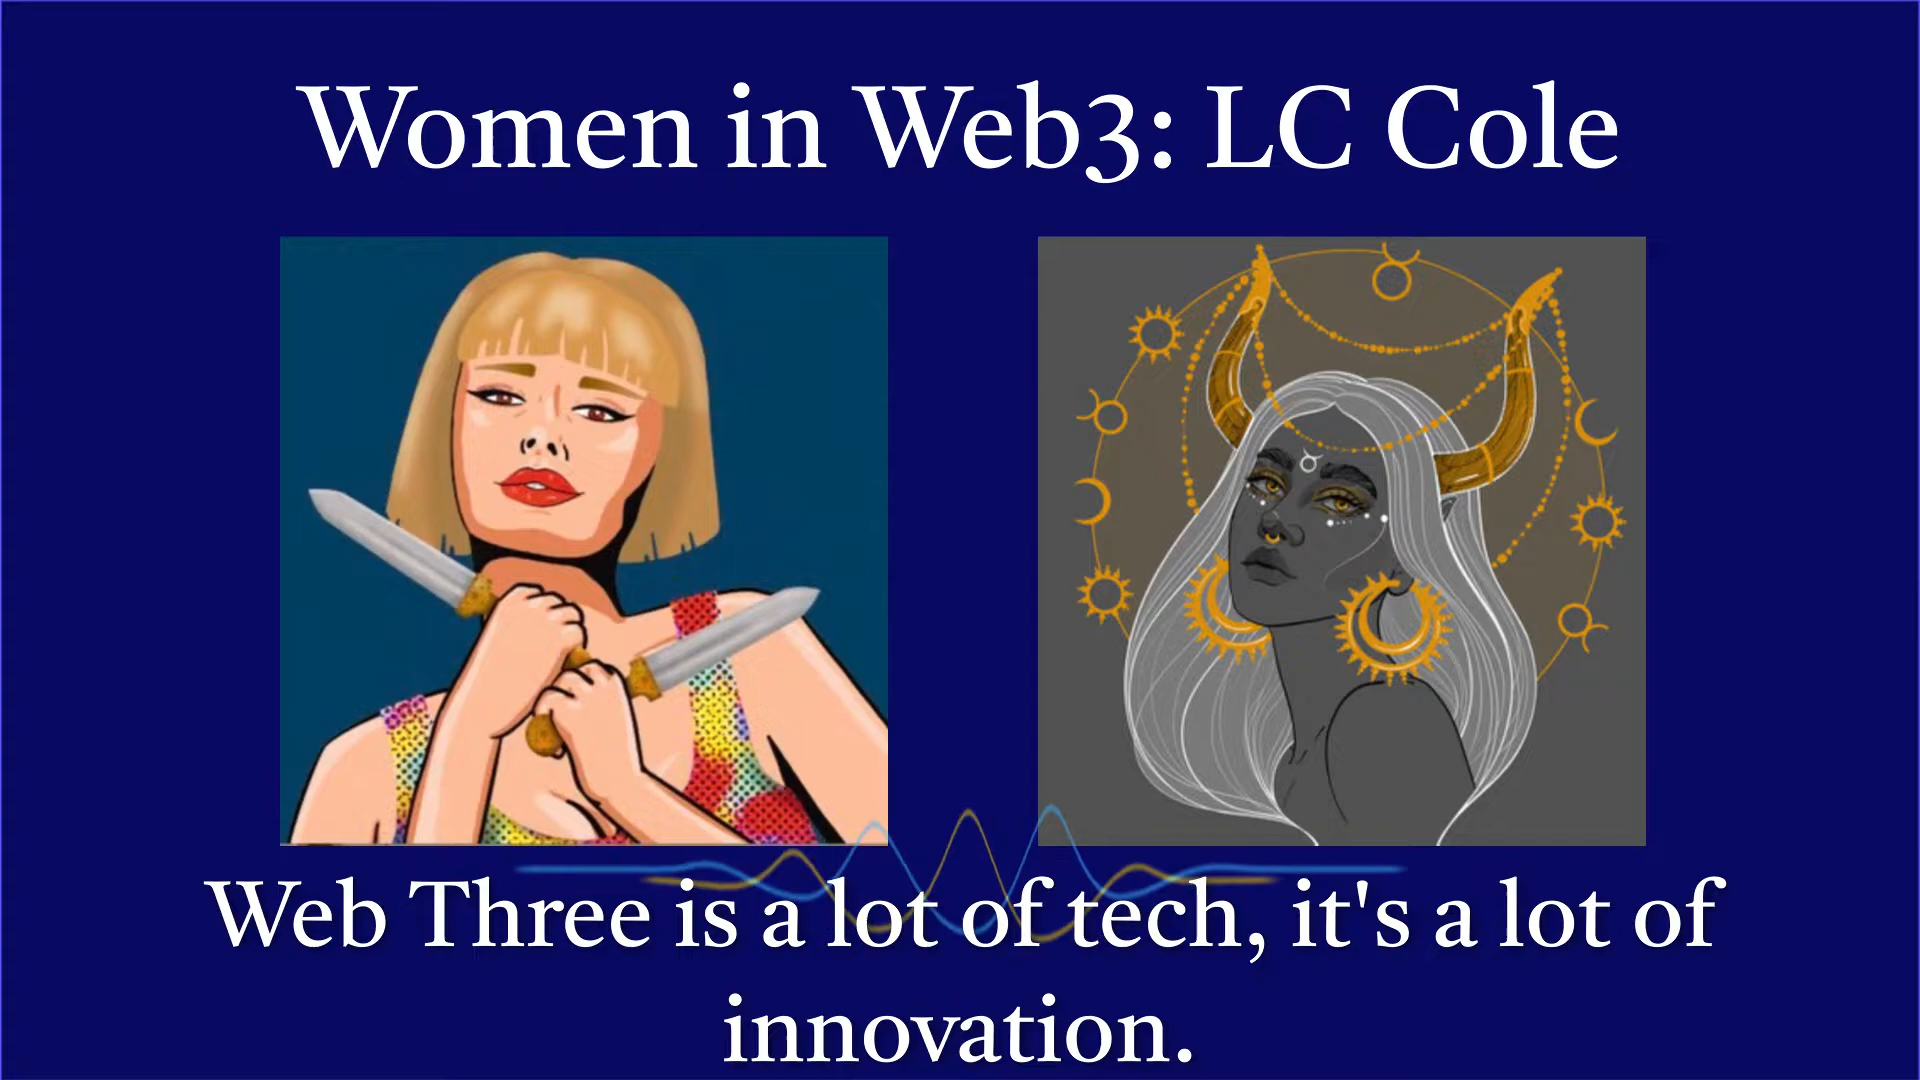 Women in Web3: LC Cole
Web Three is a lot of tech, it's a lot of
innovation.